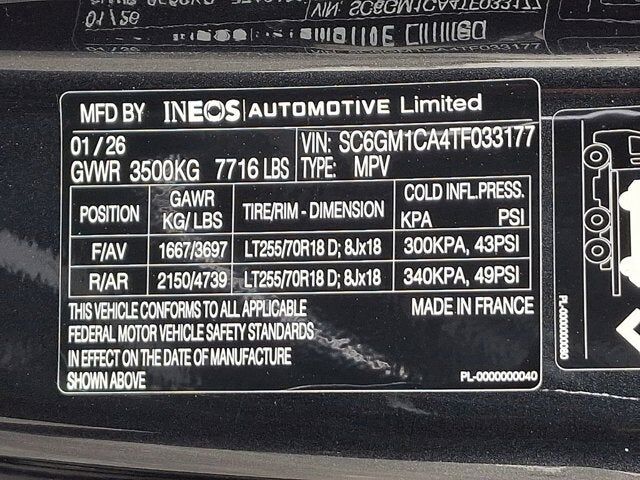 MFD BY INEOS | AUTOMOTIVE Limited
01 / 26 VIN: SC6GM1CA4TF033177
GVWR 3500KG 7716 LBS TYPE: MPV
POSITION GAWR KG/ LBS TIRE/RIM - DIMENSION COLD INFL.PRESS. KPA PSI
F/AV 1667/3697 LT255/70R18 D; 8Jx18 300KPA, 43PSI
R/AR 2150/4739 LT255/70R18 D; 8Jx18 340KPA, 49PSI
THIS VEHICLE CONFORMS TO ALL APPLICABLE MADE IN FRANCE
FEDERAL MOTOR VEHICLE SAFETY STANDARDS
IN EFFECT ON THE DATE OF MANUFACTURE
SHOWN ABOVE PL-0000000040